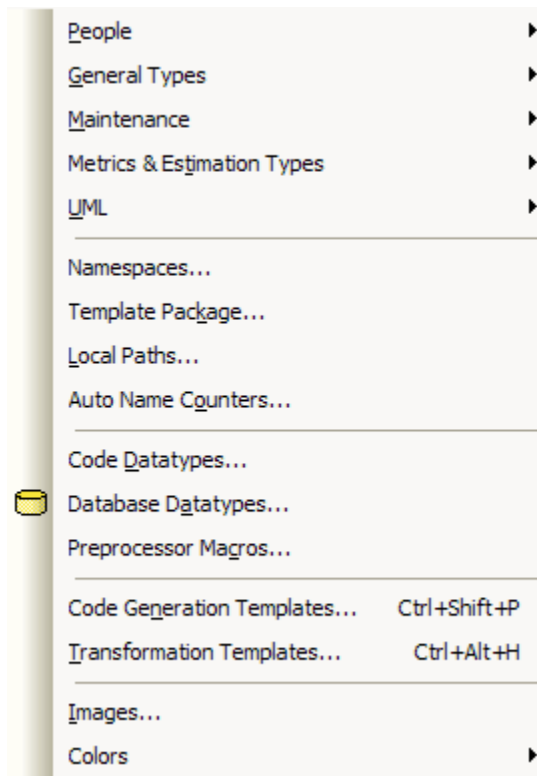 People
General Types
Maintenance
Metrics & Estimation Types
UML
Namespaces...
Template Package...
Local Paths...
Auto Name Counters...
Code Datatypes...
Database Datatypes...
Preprocessor Macros...
Code Generation Templates... Ctrl+Shift+P
Transformation Templates... Ctrl+Alt+H
Images...
Colors